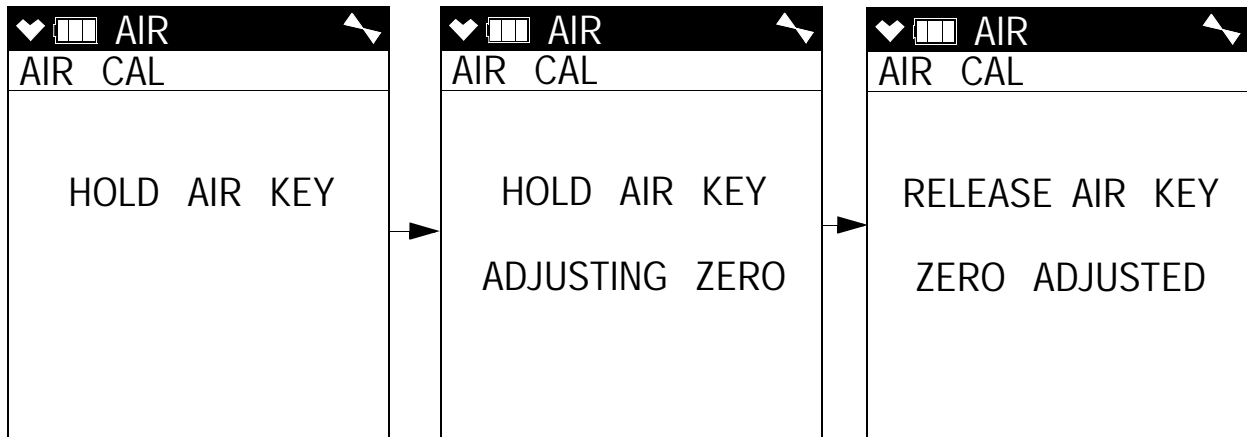 AIR
AIR CAL
HOLD AIR KEY
AIR
AIR CAL
HOLD AIR KEY
ADJUSTING ZERO
AIR
AIR CAL
RELEASE AIR KEY
ZERO ADJUSTED